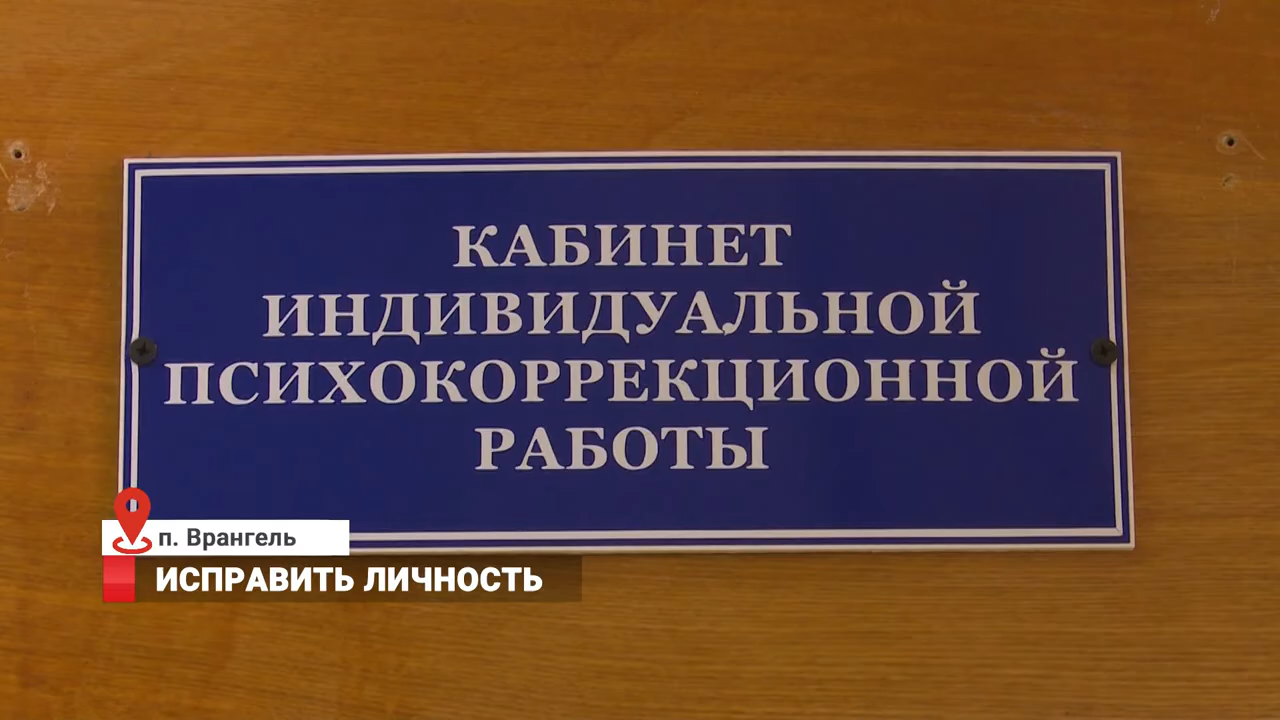 КАБИНЕТ
ИНДИВИДУАЛЬНОЙ
ПСИХОКОРРЕКЦИОННОЙ
РАБОТЫ
п. Врангель
ИСПРАВИТЬ ЛИЧНОСТЬ